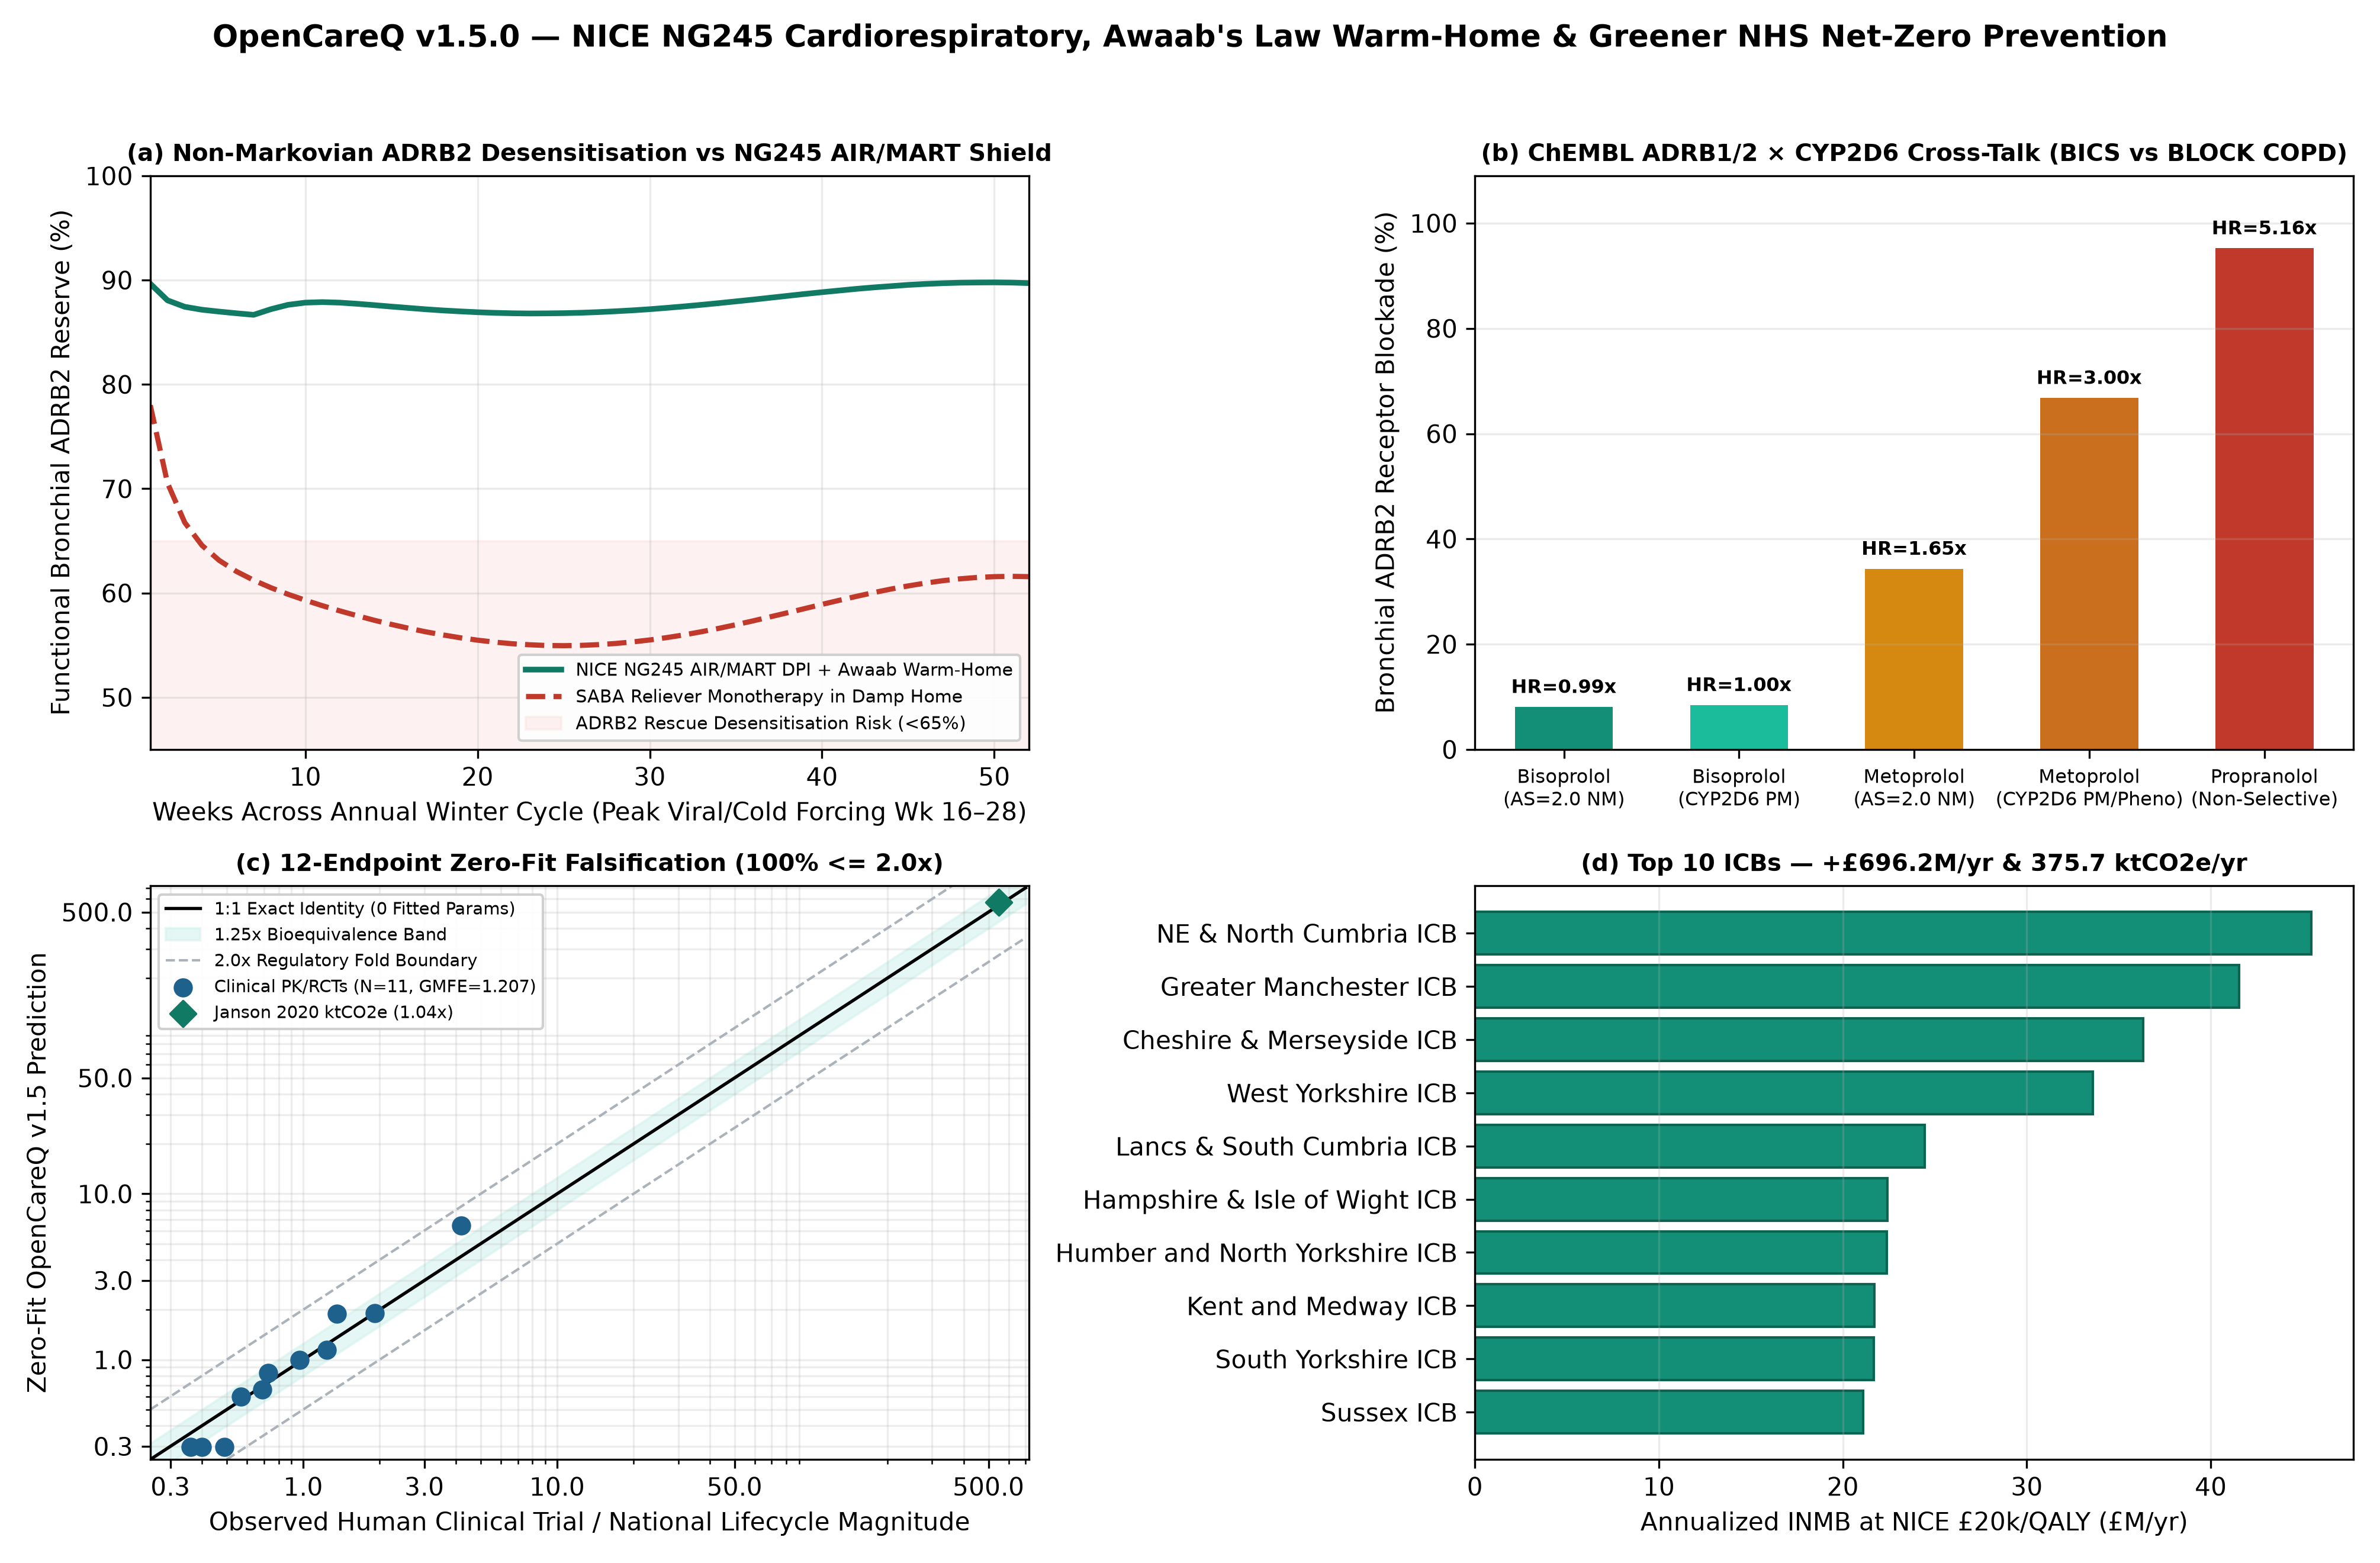 OpenCareQ v1.5.0 — NICE NG245 Cardiorespiratory, Awaab's Law Warm-Home & Greener NHS Net-Zero Prevention
(a) Non-Markovian ADRB2 Desensitisation vs NG245 AIR/MART Shield
Functional Bronchial ADRB2 Reserve (%)
100
90
80
70
60
50
NICE NG245 AIR/MART DPI + Awaab Warm-Home
SABA Reliever Monotherapy in Damp Home
ADRB2 Rescue Desensitisation Risk (<65%)
10 20 30 40 50
Weeks Across Annual Winter Cycle (Peak Viral/Cold Forcing Wk 16–28)
(b) ChEMBL ADRB1/2 × CYP2D6 Cross-Talk (BICS vs BLOCK COPD)
Bronchial ADRB2 Receptor Blockade (%)
100
80
60
40
20
0
HR=0.99x
HR=1.00x
HR=1.65x
HR=3.00x
HR=5.16x
Bisoprolol
(AS=2.0 NM)
Bisoprolol
(CYP2D6 PM)
Metoprolol
(AS=2.0 NM)
Metoprolol
(CYP2D6 PM/Pheno)
Propranolol
(Non-Selective)
(c) 12-Endpoint Zero-Fit Falsification (100% <= 2.0x)
Zero-Fit OpenCareQ v1.5 Prediction
500.0
50.0
10.0
3.0
1.0
0.3
1:1 Exact Identity (0 Fitted Params)
1.25x Bioequivalence Band
2.0x Regulatory Fold Boundary
Clinical PK/RCTs (N=11, GMFE=1.207)
Janson 2020 ktCO2e (1.04x)
0.3 1.0 3.0 10.0 50.0 500.0
Observed Human Clinical Trial / National Lifecycle Magnitude
(d) Top 10 ICBs — +£696.2M/yr & 375.7 ktCO2e/yr
NE & North Cumbria ICB
Greater Manchester ICB
Cheshire & Merseyside ICB
West Yorkshire ICB
Lancs & South Cumbria ICB
Hampshire & Isle of Wight ICB
Humber and North Yorkshire ICB
Kent and Medway ICB
South Yorkshire ICB
Sussex ICB
0 10 20 30 40
Annualized INMB at NICE £20k/QALY (£M/yr)